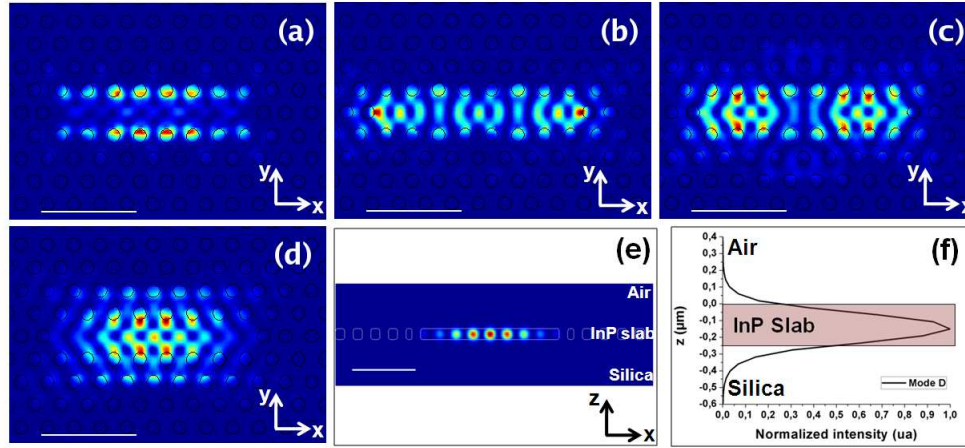 (a)
y
x
(b)
y
x
(c)
y
x
(d)
y
x
(e)
Air
InP slab
Silica
z
x
(f)
Air
InP Slab
Silica
Mode D
z (µm)
0,4
0,3
0,2
0,1
0,0
-0,1
-0,2
-0,3
-0,4
-0,5
-0,6
0,0 0,1 0,2 0,3 0,4 0,5 0,6 0,7 0,8 0,9 1,0
Normalized intensity (ua)